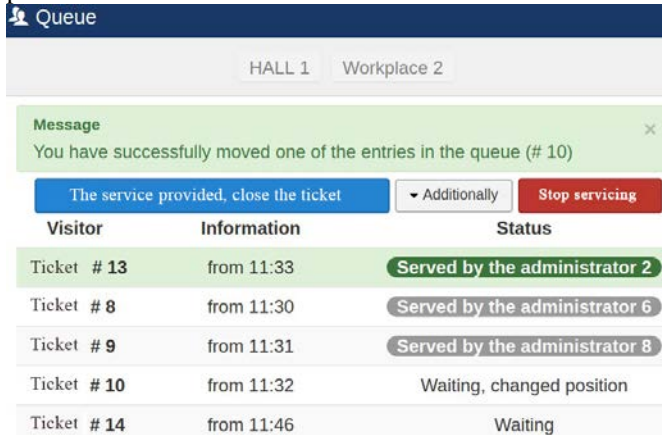 Queue
HALL 1 Workplace 2
Message
You have successfully moved one of the entries in the queue (# 10)
×
The service provided, close the ticket Additionally Stop servicing
Visitor Information Status
Ticket # 13 from 11:33 Served by the administrator 2
Ticket # 8 from 11:30 Served by the administrator 6
Ticket # 9 from 11:31 Served by the administrator 8
Ticket # 10 from 11:32 Waiting, changed position
Ticket # 14 from 11:46 Waiting